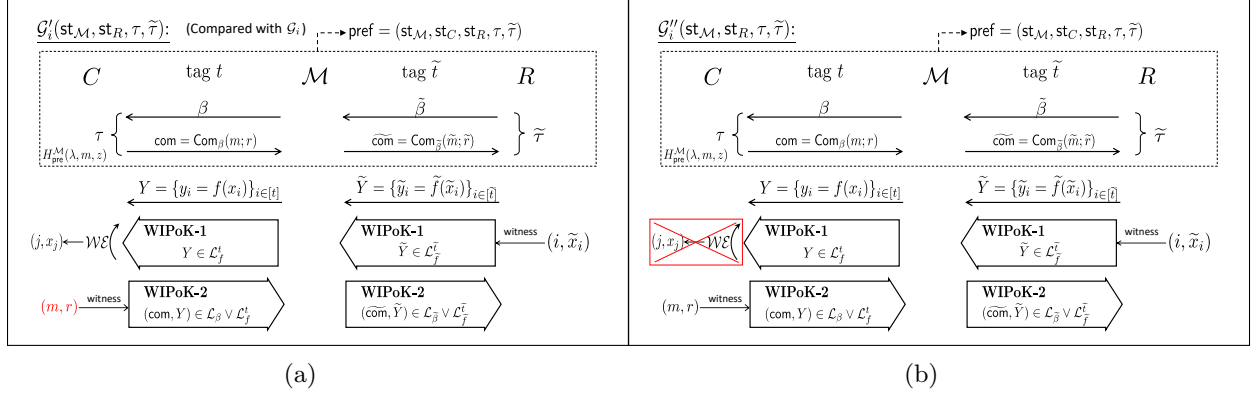 𝒢′ᵢ(st_ℳ, st_R, τ, τ̃): (Compared with 𝒢ᵢ) pref = (st_ℳ, st_C, st_R, τ, τ̃)
C tag t ℳ tag t̃ R
β β̃
τ com = Com_β(m; r) c̃om = Com_β̃(m̃; r̃) τ̃
H^ℳ_pre(λ, m, z)
Y = {yᵢ = f(xᵢ)}_{i∈[t]} Ỹ = {ỹᵢ = f̃(x̃ᵢ)}_{i∈[t̃]}
(j, xⱼ) 𝒲ℰ WIPoK-1 Y ∈ ℒ^t_f WIPoK-1 Ỹ ∈ ℒ^t̃_f̃ witness (i, x̃ᵢ)
(m, r) witness WIPoK-2 (com, Y) ∈ ℒ_β ∨ ℒ^t_f WIPoK-2 (c̃om, Ỹ) ∈ ℒ_β̃ ∨ ℒ^t̃_f̃
(a)
𝒢″ᵢ(st_ℳ, st_R, τ, τ̃): pref = (st_ℳ, st_C, st_R, τ, τ̃)
C tag t ℳ tag t̃ R
β β̃
τ com = Com_β(m; r) c̃om = Com_β̃(m̃; r̃) τ̃
H^ℳ_pre(λ, m, z)
Y = {yᵢ = f(xᵢ)}_{i∈[t]} Ỹ = {ỹᵢ = f̃(x̃ᵢ)}_{i∈[t̃]}
(j, xⱼ) 𝒲ℰ WIPoK-1 Y ∈ ℒ^t_f WIPoK-1 Ỹ ∈ ℒ^t̃_f̃ witness (i, x̃ᵢ)
(m, r) witness WIPoK-2 (com, Y) ∈ ℒ_β ∨ ℒ^t_f WIPoK-2 (c̃om, Ỹ) ∈ ℒ_β̃ ∨ ℒ^t̃_f̃
(b)